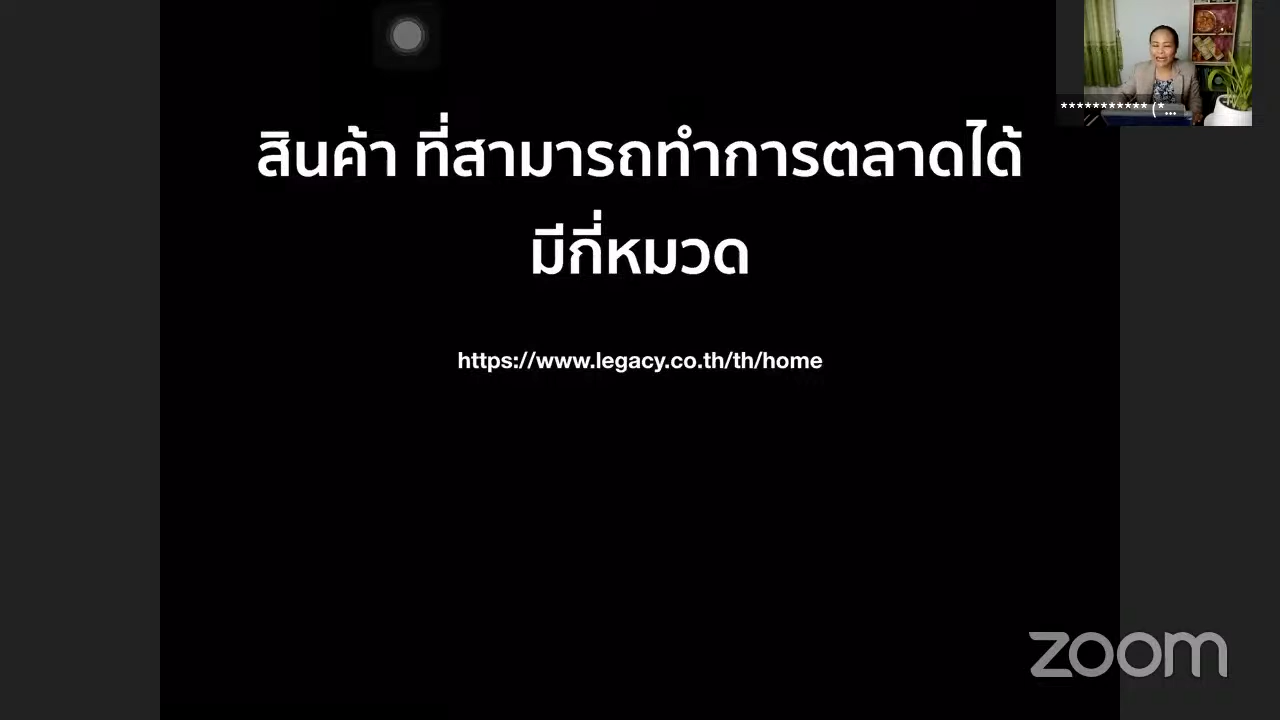 *********** (*...
สินค้า ที่สามารถทำการตลาดได้
มีกี่หมวด
https://www.legacy.co.th/th/home
zoom